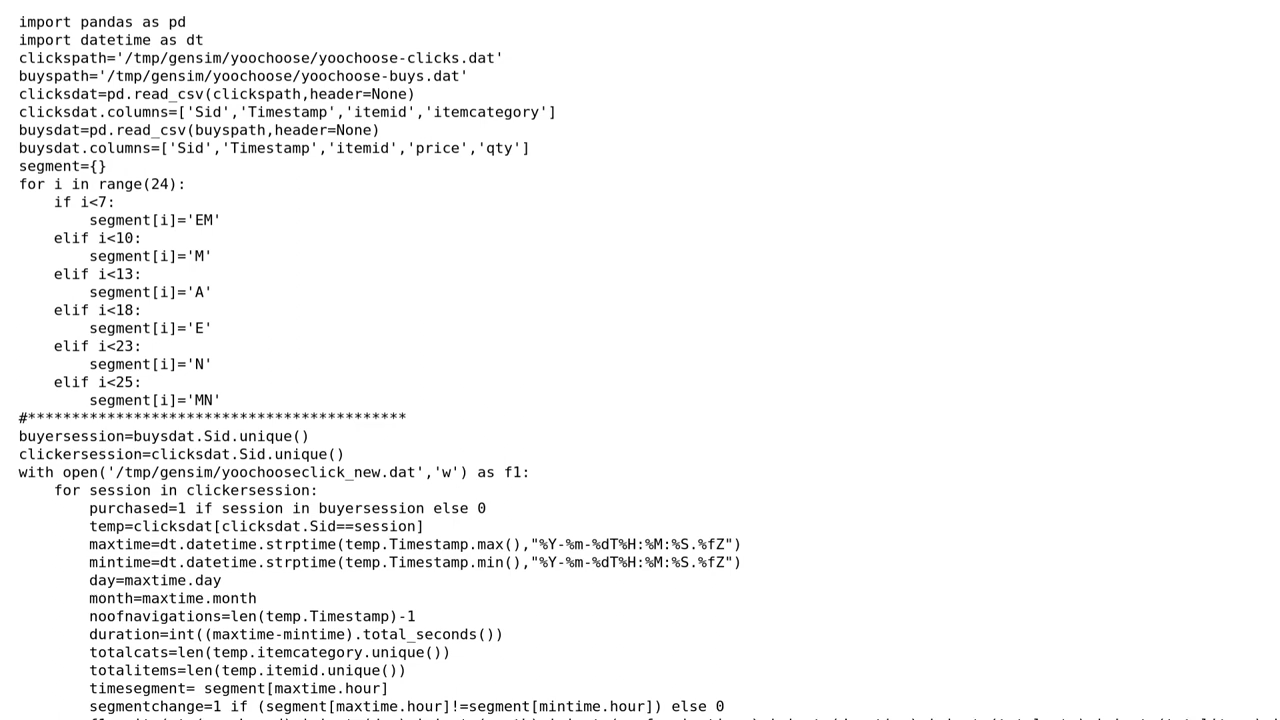 import pandas as pd
import datetime as dt
clickspath='/tmp/gensim/yoochoose/yoochoose-clicks.dat'
buyspath='/tmp/gensim/yoochoose/yoochoose-buys.dat'
clicksdat=pd.read_csv(clickspath,header=None)
clicksdat.columns=['Sid','Timestamp','itemid','itemcategory']
buysdat=pd.read_csv(buyspath,header=None)
buysdat.columns=['Sid','Timestamp','itemid','price','qty']
segment={}
for i in range(24):
    if i<7:
        segment[i]='EM'
    elif i<10:
        segment[i]='M'
    elif i<13:
        segment[i]='A'
    elif i<18:
        segment[i]='E'
    elif i<23:
        segment[i]='N'
    elif i<25:
        segment[i]='MN'
#*******************************************
buyersession=buysdat.Sid.unique()
clickersession=clicksdat.Sid.unique()
with open('/tmp/gensim/yoochooseclick_new.dat','w') as f1:
    for session in clickersession:
        purchased=1 if session in buyersession else 0
        temp=clicksdat[clicksdat.Sid==session]
        maxtime=dt.datetime.strptime(temp.Timestamp.max(),"%Y-%m-%dT%H:%M:%S.%fZ")
        mintime=dt.datetime.strptime(temp.Timestamp.min(),"%Y-%m-%dT%H:%M:%S.%fZ")
        day=maxtime.day
        month=maxtime.month
        noofnavigations=len(temp.Timestamp)-1
        duration=int((maxtime-mintime).total_seconds())
        totalcats=len(temp.itemcategory.unique())
        totalitems=len(temp.itemid.unique())
        timesegment= segment[maxtime.hour]
        segmentchange=1 if (segment[maxtime.hour]!=segment[mintime.hour]) else 0